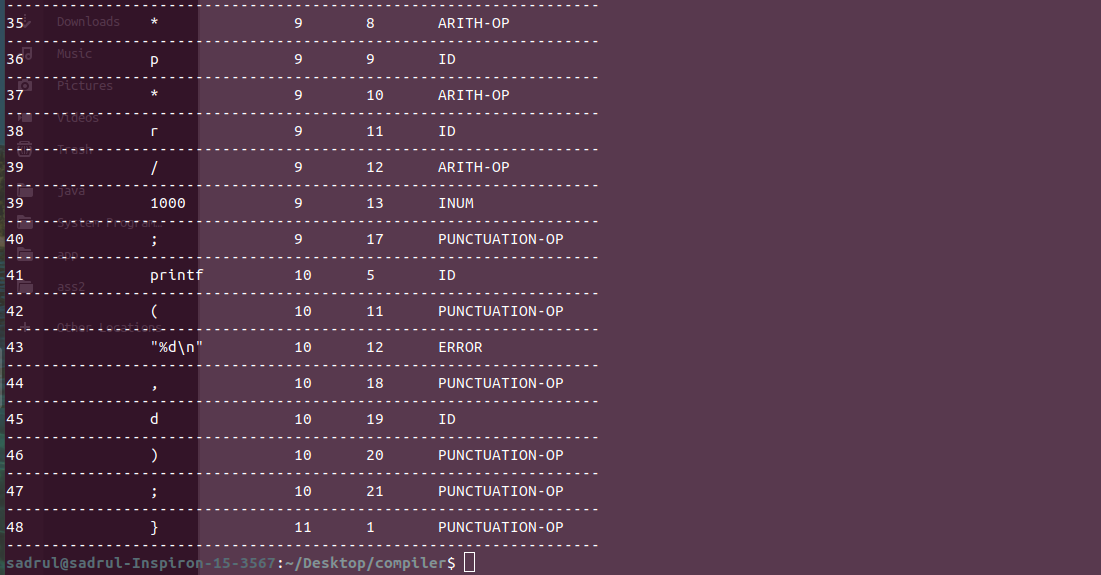 35 * 9 8 ARITH-OP
Downloads
36 p 9 9 ID
Music
37 * 9 10 ARITH-OP
Pictures
Videos
38 r 9 11 ID
Trash
39 / 9 12 ARITH-OP
java
39 1000 9 13 INUM
System Program...
40 ; 9 17 PUNCTUATION-OP
app
41 printf 10 5 ID
ass2
42 ( 10 11 PUNCTUATION-OP
Other Locations
43 "%d\n" 10 12 ERROR
44 , 10 18 PUNCTUATION-OP
45 d 10 19 ID
46 ) 10 20 PUNCTUATION-OP
47 ; 10 21 PUNCTUATION-OP
48 } 11 1 PUNCTUATION-OP
sadrul@sadrul-Inspiron-15-3567:~/Desktop/compiler$